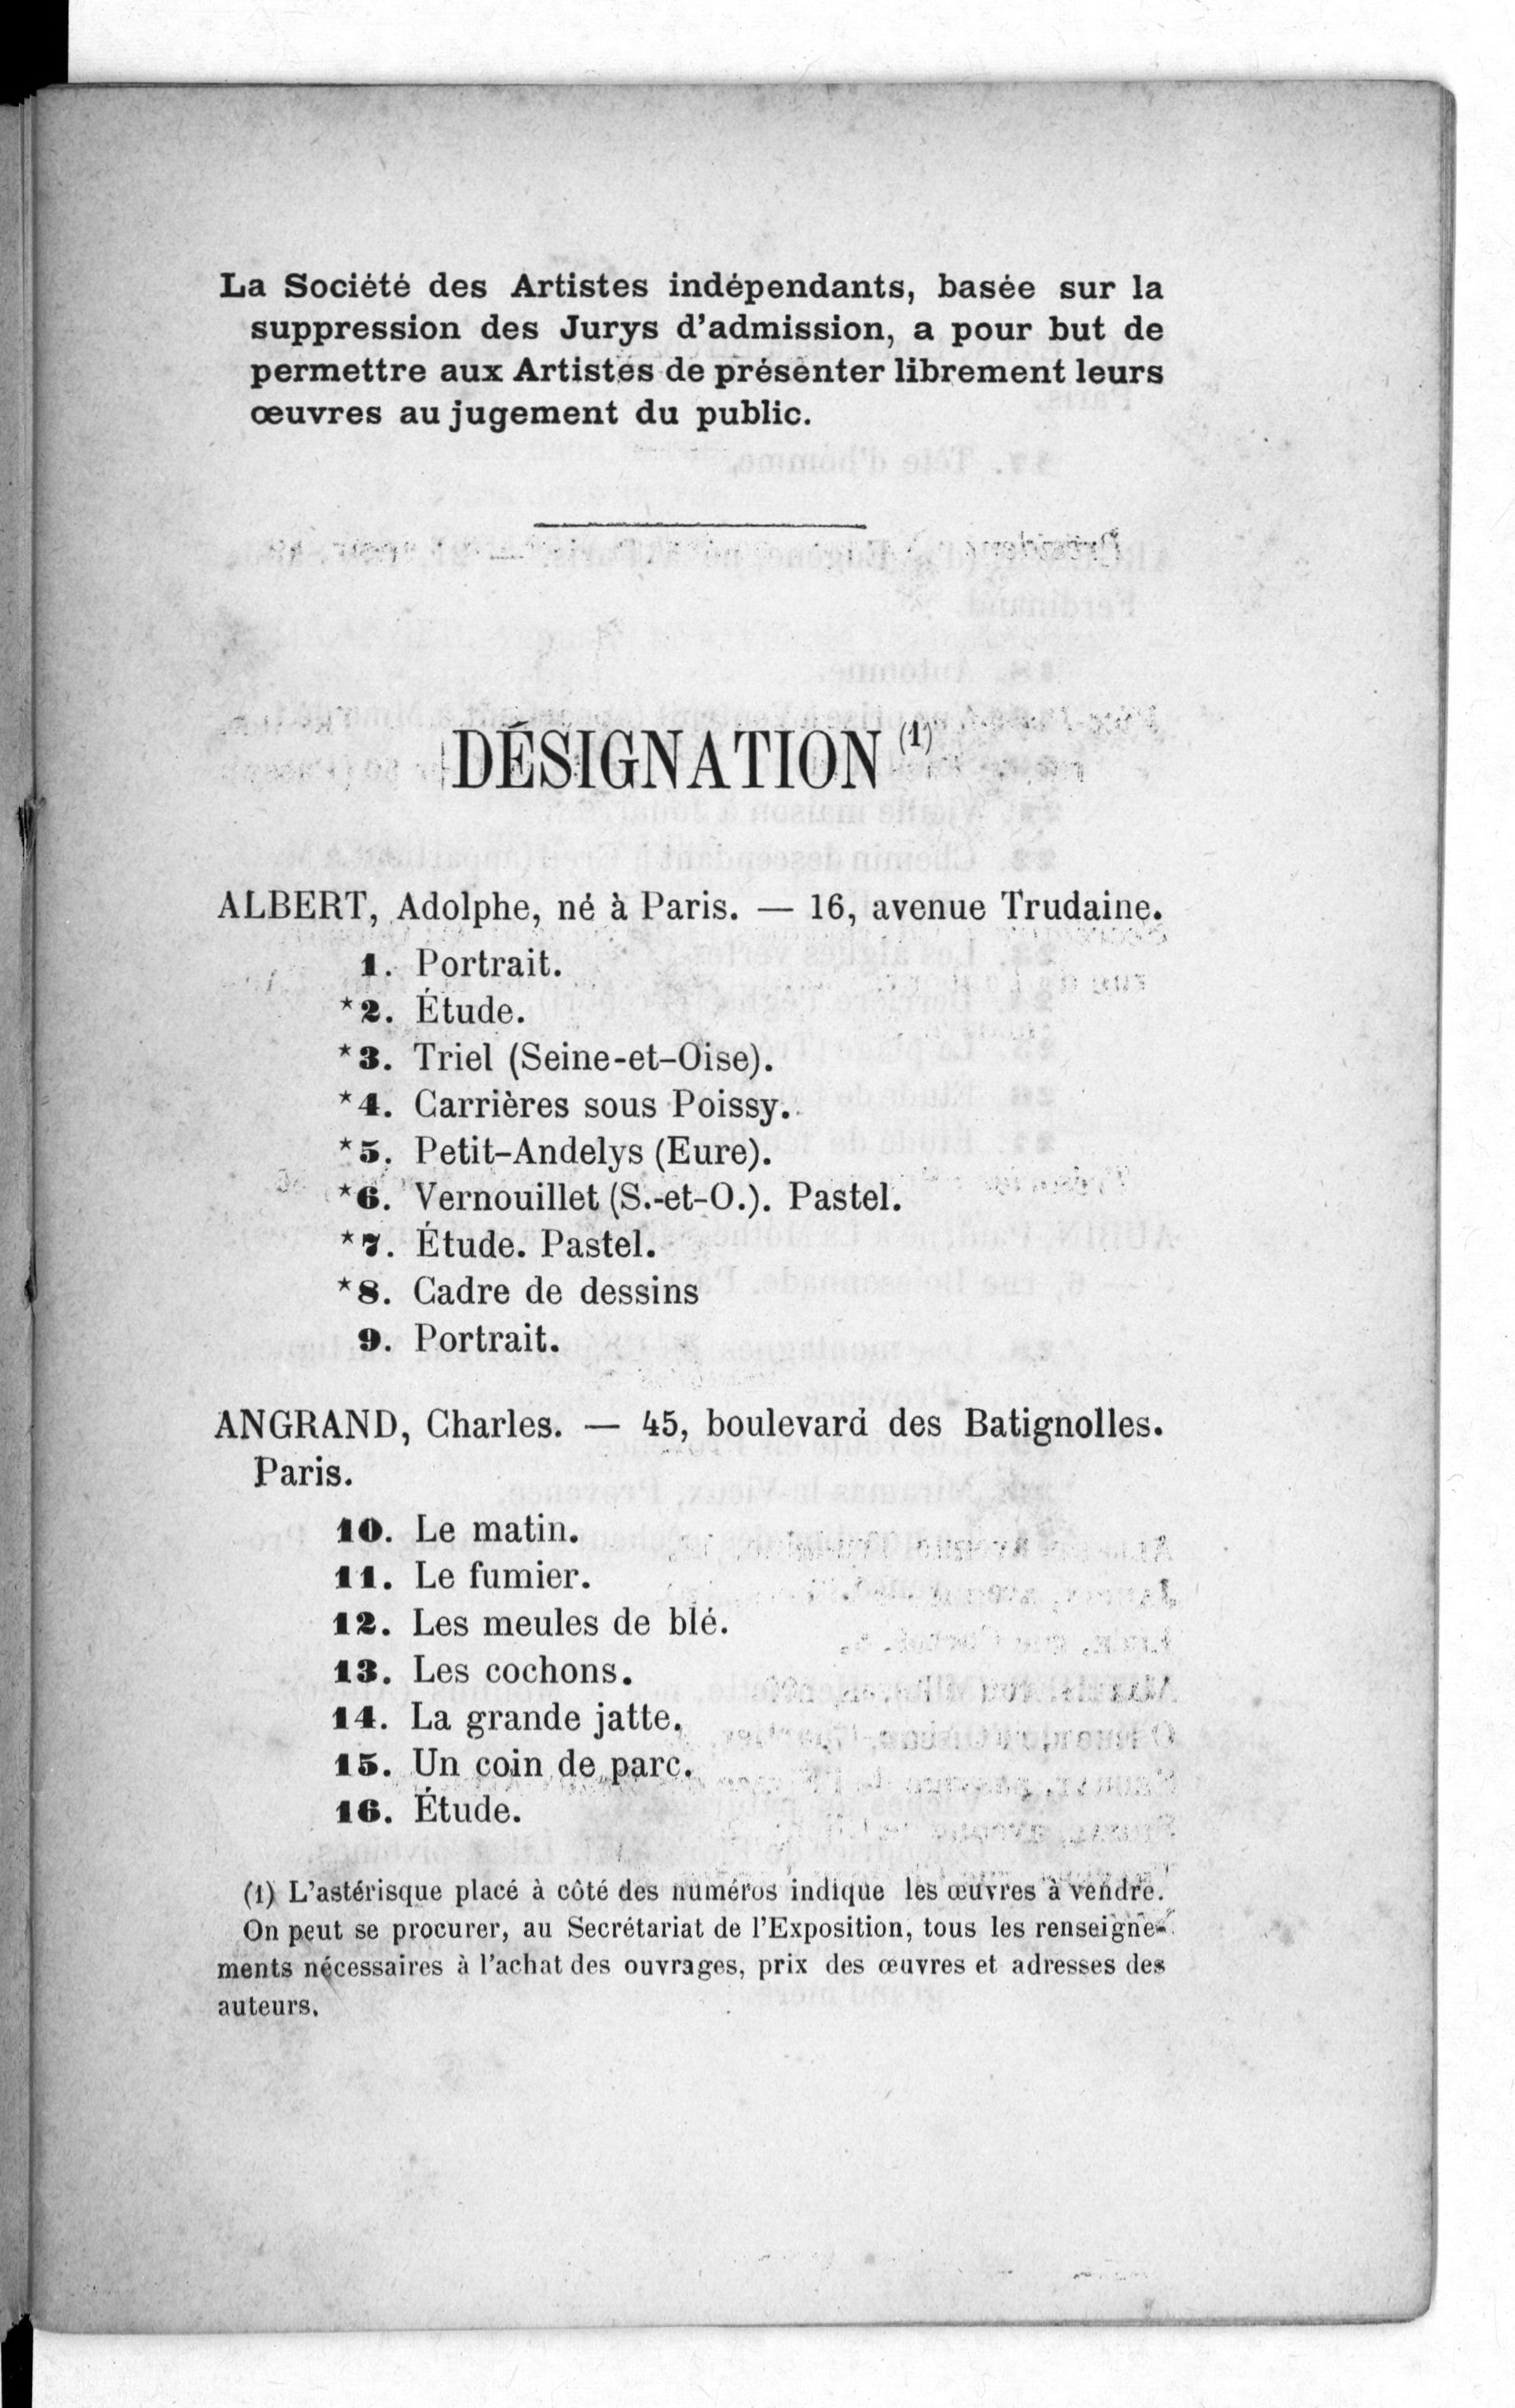 La Société des Artistes indépendants, basée sur la
suppression des Jurys d'admission, a pour but de
permettre aux Artistes de présenter librement leurs
œuvres au jugement du public.
DÉSIGNATION (1)
ALBERT, Adolphe, né à Paris. — 16, avenue Trudaine.
1. Portrait.
*2. Étude.
*3. Triel (Seine-et-Oise).
*4. Carrières sous Poissy.
*5. Petit-Andelys (Eure).
*6. Vernouillet (S.-et-O.). Pastel.
*7. Étude. Pastel.
*8. Cadre de dessins
9. Portrait.
ANGRAND, Charles. — 45, boulevard des Batignolles.
Paris.
10. Le matin.
11. Le fumier.
12. Les meules de blé.
13. Les cochons.
14. La grande jatte.
15. Un coin de parc.
16. Étude.
(1) L'astérisque placé à côté des numéros indique les œuvres à vendre.
On peut se procurer, au Secrétariat de l'Exposition, tous les renseigne-
ments nécessaires à l'achat des ouvrages, prix des œuvres et adresses des
auteurs.